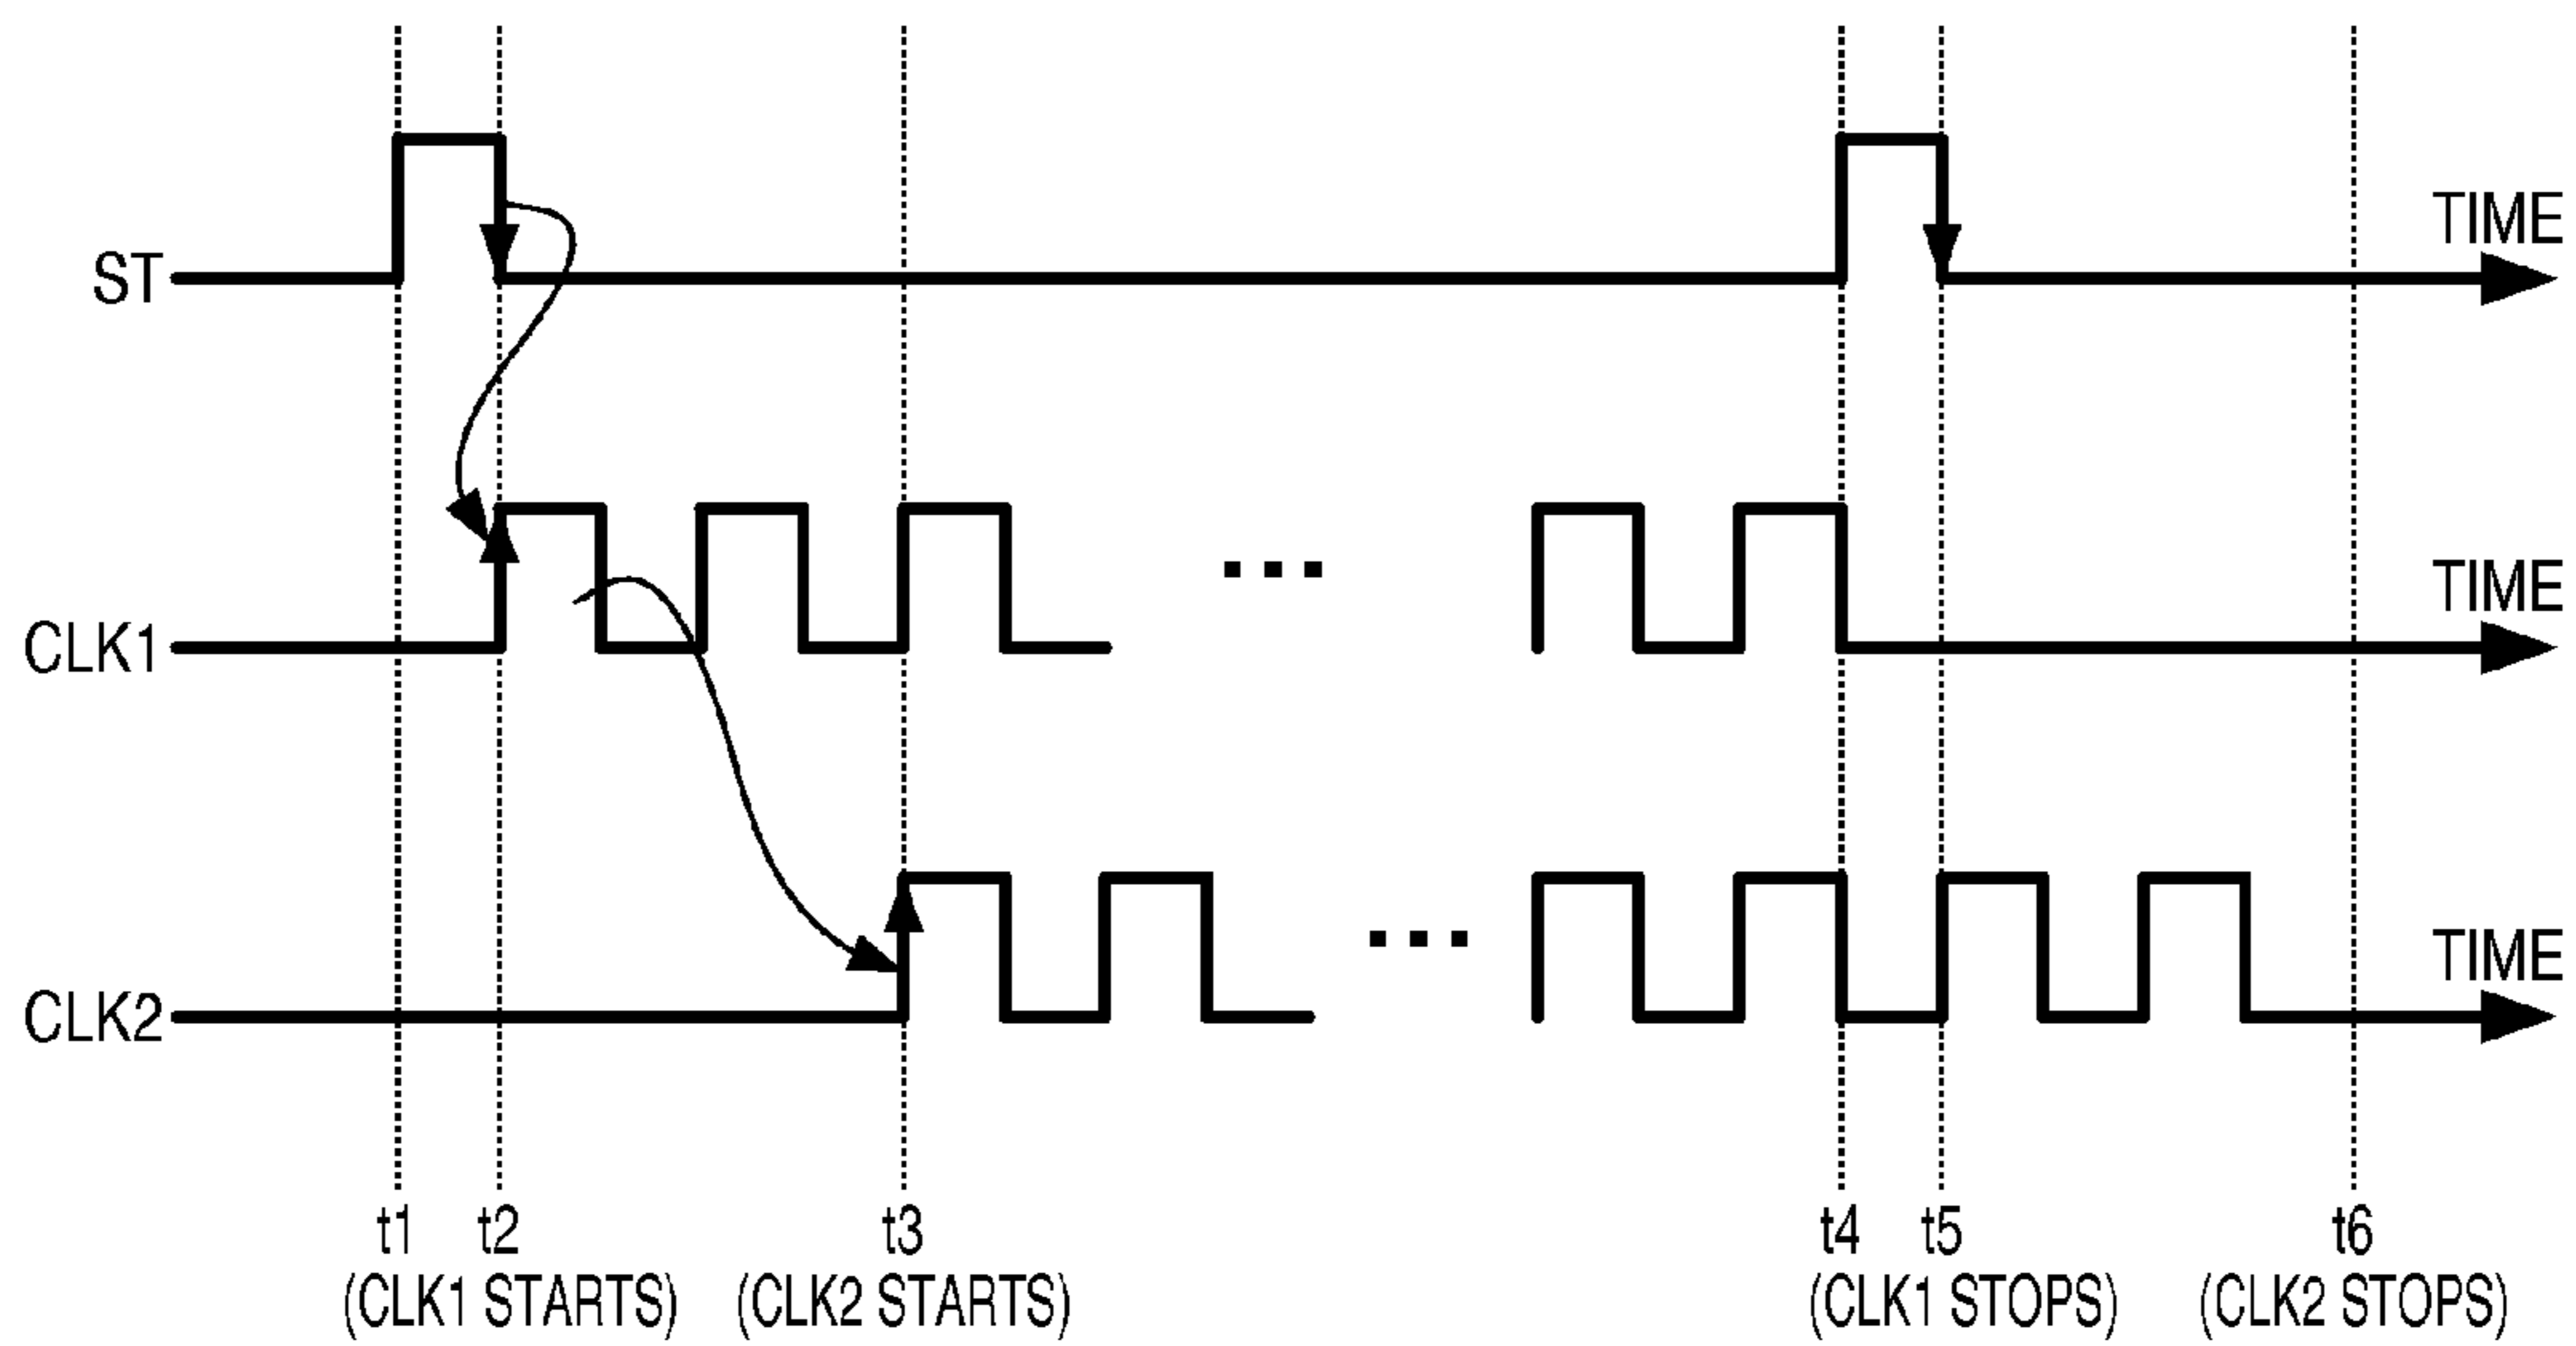 TIME
ST
TIME
CLK1
TIME
CLK2
t1 t2 t3 t4 t5 t6
(CLK1 STARTS) (CLK2 STARTS) (CLK1 STOPS) (CLK2 STOPS)